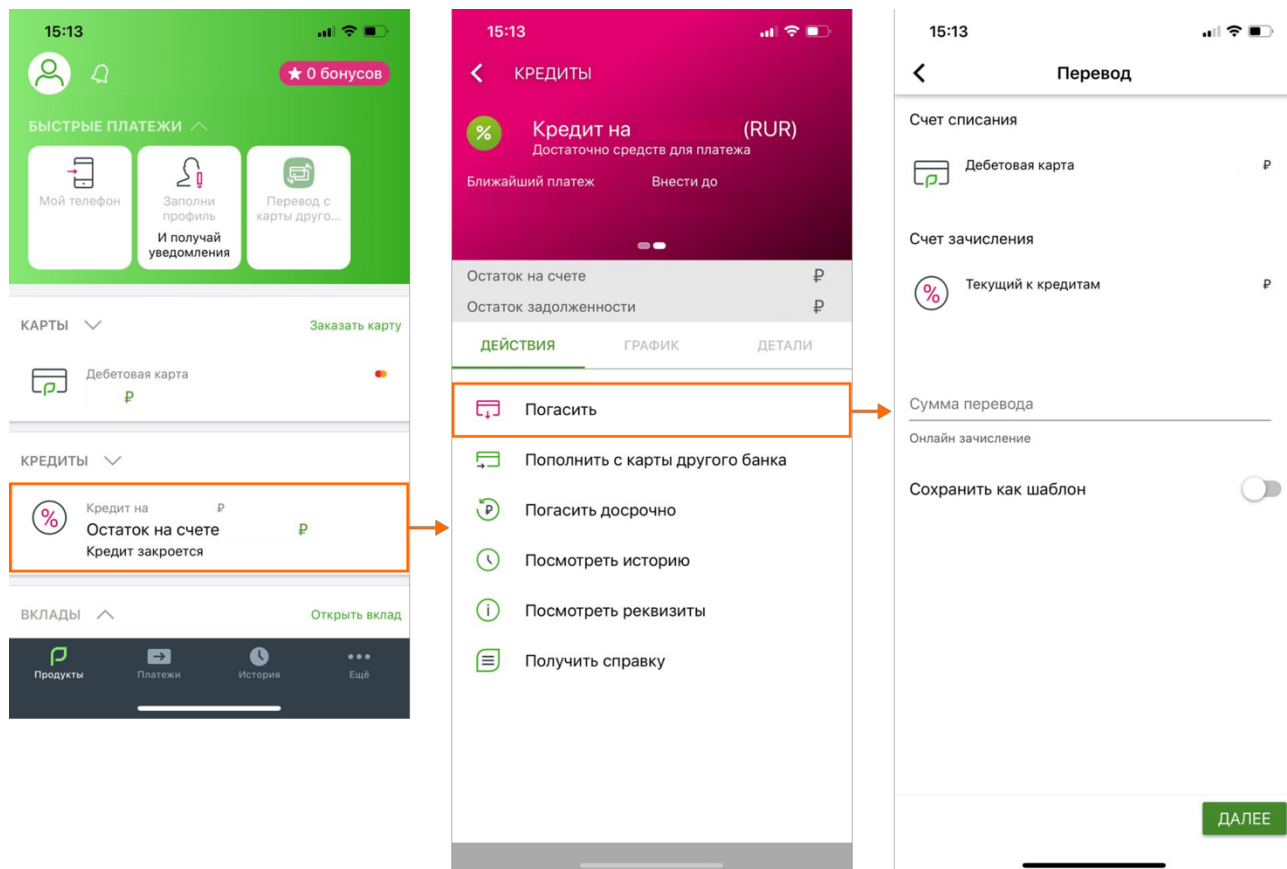 15:13
★ 0 бонусов
БЫСТРЫЕ ПЛАТЕЖИ
Мой телефон
Заполни
профиль
И получай
уведомления
Перевод с
карты друго...
КАРТЫ
Заказать карту
Дебетовая карта
₽
КРЕДИТЫ
Кредит на ₽
Остаток на счете ₽
Кредит закроется
ВКЛАДЫ
Открыть вклад
Продукты
Платежи
История
Ещё
15:13
КРЕДИТЫ
%
Кредит на (RUR)
Достаточно средств для платежа
Ближайший платеж
Внести до
Остаток на счете ₽
Остаток задолженности ₽
ДЕЙСТВИЯ
ГРАФИК
ДЕТАЛИ
Погасить
Пополнить с карты другого банка
Погасить досрочно
Посмотреть историю
Посмотреть реквизиты
Получить справку
15:13
Перевод
Счет списания
Дебетовая карта ₽
Счет зачисления
Текущий к кредитам ₽
Сумма перевода
Онлайн зачисление
Сохранить как шаблон
ДАЛЕЕ